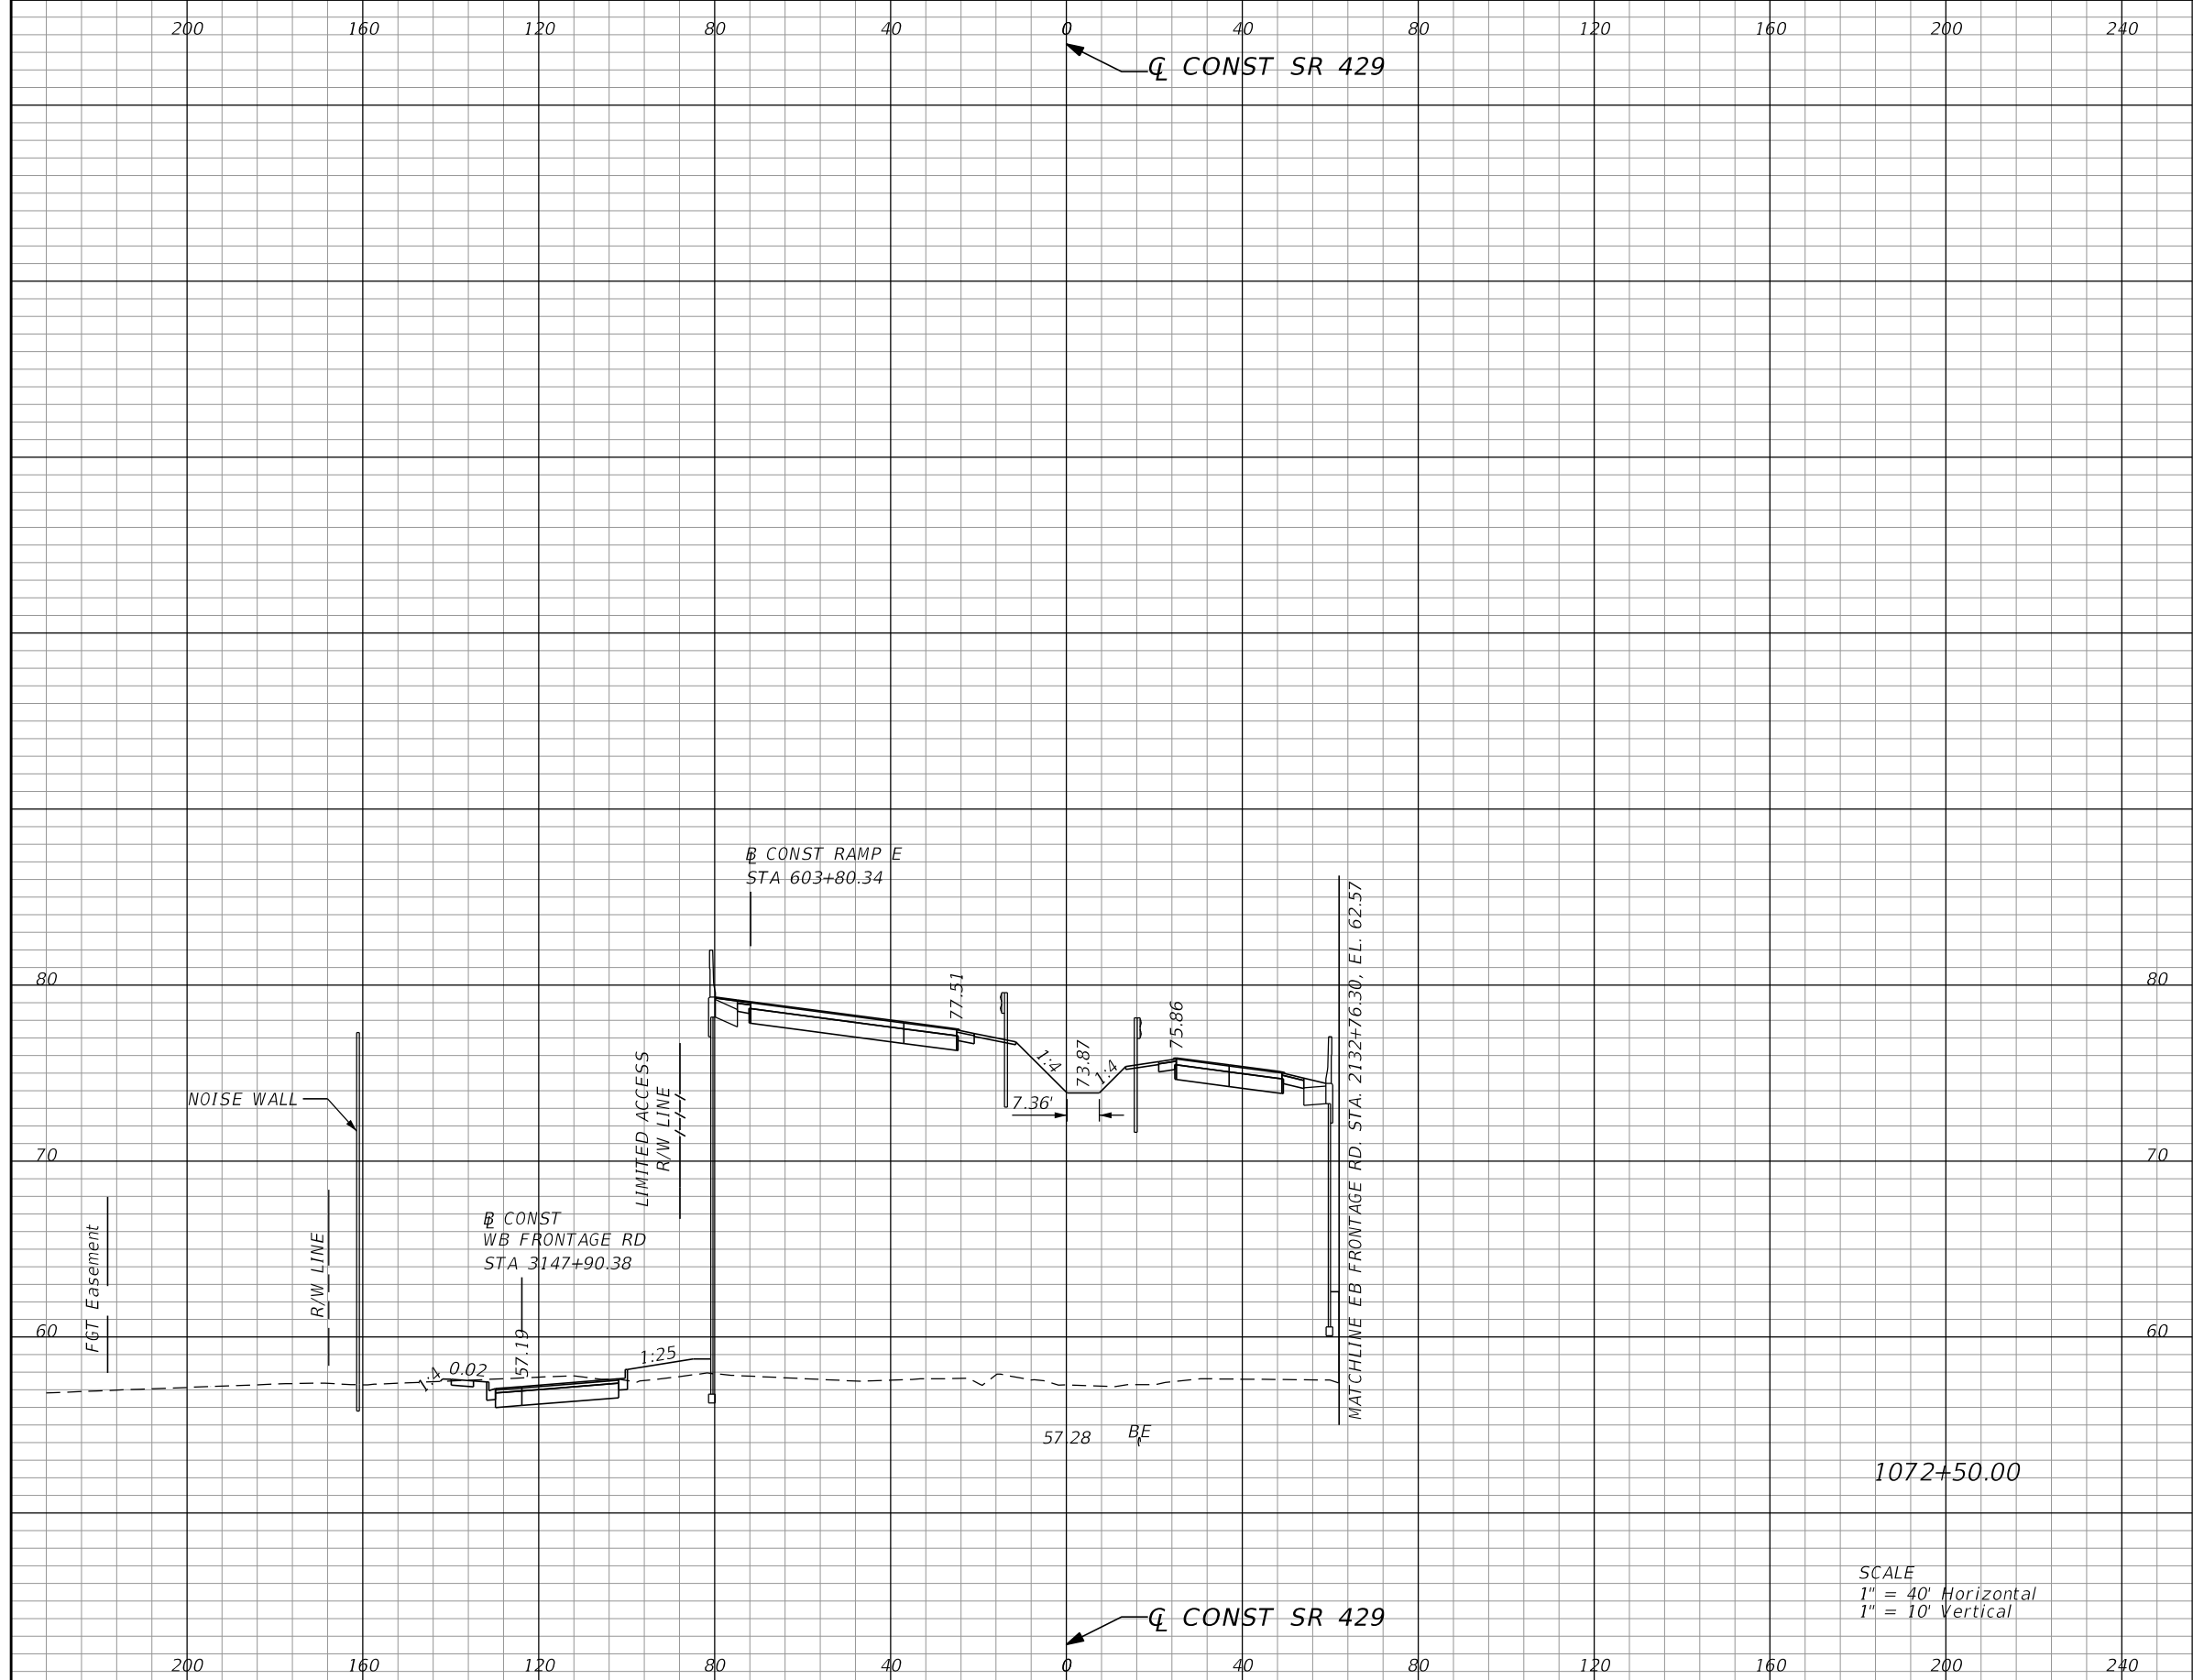 200 160 120 80 40 0 40 80 120 160 200 240
℄ CONST SR 429
BL CONST RAMP E
STA 603+80.34
80 80
77.51
75.86
73.87
1:4
1:4
7.36'
MATCHLINE EB FRONTAGE RD. STA. 2132+76.30, EL. 62.57
LIMITED ACCESS
R/W LINE
NOISE WALL
70 70
BL CONST
WB FRONTAGE RD
STA 3147+90.38
FGT Easement
R/W LINE
60 60
57.19
1:25
1:4
0.02
57.28
BE
1072+50.00
SCALE
1" = 40' Horizontal
1" = 10' Vertical
℄ CONST SR 429
200 160 120 80 40 0 40 80 120 160 200 240